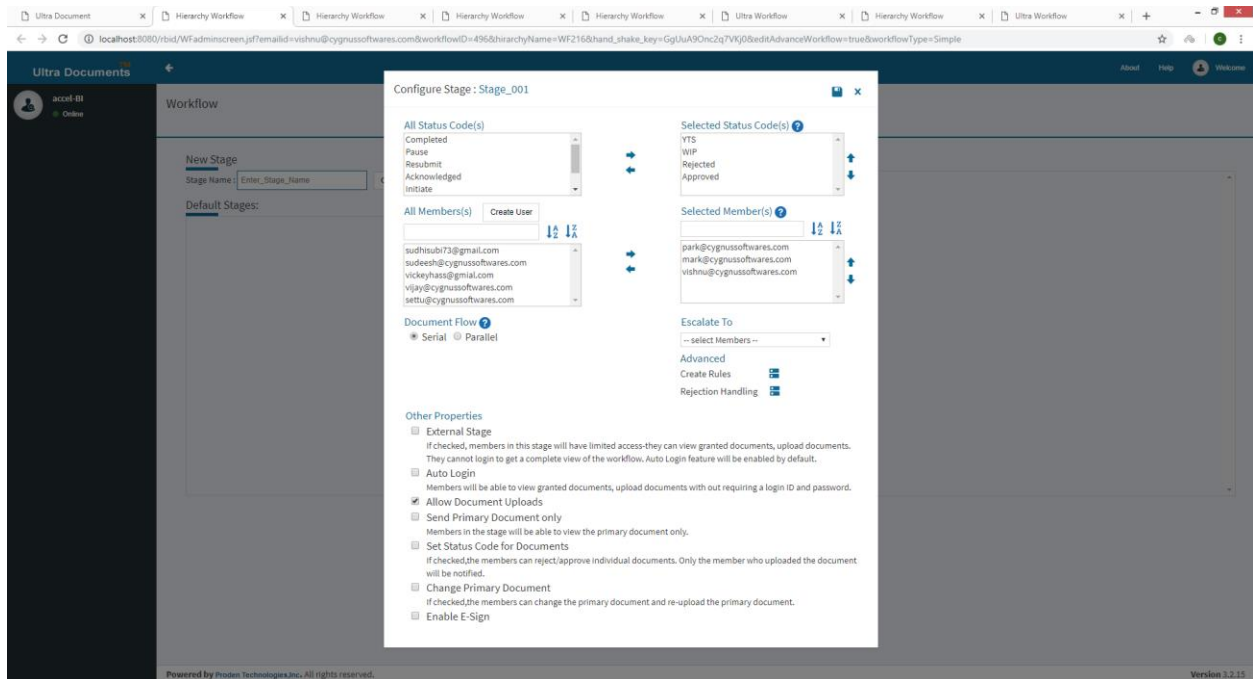 Ultra Document
Hierarchy Workflow
Hierarchy Workflow
Hierarchy Workflow
Hierarchy Workflow
Ultra Workflow
Hierarchy Workflow
Ultra Workflow
localhost:8080/rbid/WFadminscreen.jsf?emailid=vishnu@cygnussoftwares.com&workflowID=496&hirarchyName=WF216&hand_shake_key=GgUuA9Onc2q7VKj0&editAdvanceWorkflow=true&workflowType=Simple
Ultra Documents
About Help Welcome
accel-BI
Online
Workflow
New Stage
Stage Name : Enter_Stage_Name
Default Stages:
Configure Stage : Stage_001
All Status Code(s)
Completed
Pause
Resubmit
Acknowledged
Initiate
Selected Status Code(s)
YTS
WIP
Rejected
Approved
All Members(s) Create User
sudhisubi73@gmail.com
sudeesh@cygnussoftwares.com
vickeyhass@gmial.com
vijay@cygnussoftwares.com
settu@cygnussoftwares.com
Selected Member(s)
park@cygnussoftwares.com
mark@cygnussoftwares.com
vishnu@cygnussoftwares.com
Document Flow
Serial Parallel
Escalate To
-- select Members --
Advanced
Create Rules
Rejection Handling
Other Properties
External Stage
If checked, members in this stage will have limited access-they can view granted documents, upload documents.
They cannot login to get a complete view of the workflow. Auto Login feature will be enabled by default.
Auto Login
Members will be able to view granted documents, upload documents with out requiring a login ID and password.
Allow Document Uploads
Send Primary Document only
Members in the stage will be able to view the primary document only.
Set Status Code for Documents
If checked,the members can reject/approve individual documents. Only the member who uploaded the document
will be notified.
Change Primary Document
If checked,the members can change the primary document and re-upload the primary document.
Enable E-Sign
Powered by Proden Technologies,Inc. All rights reserved.
Version 3.2.15